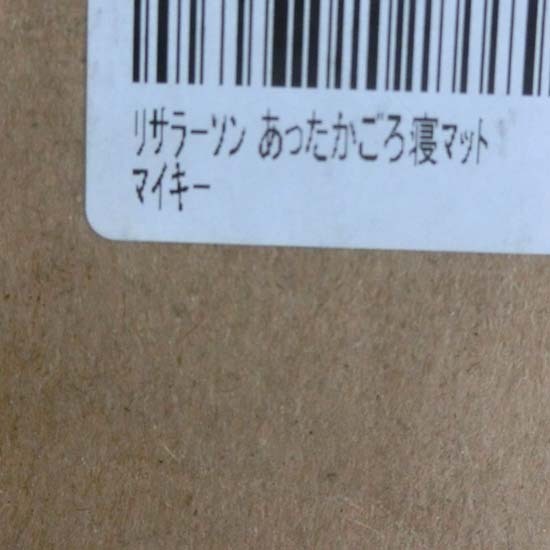 リサラーソン あったかごろ寝マット
マイキー